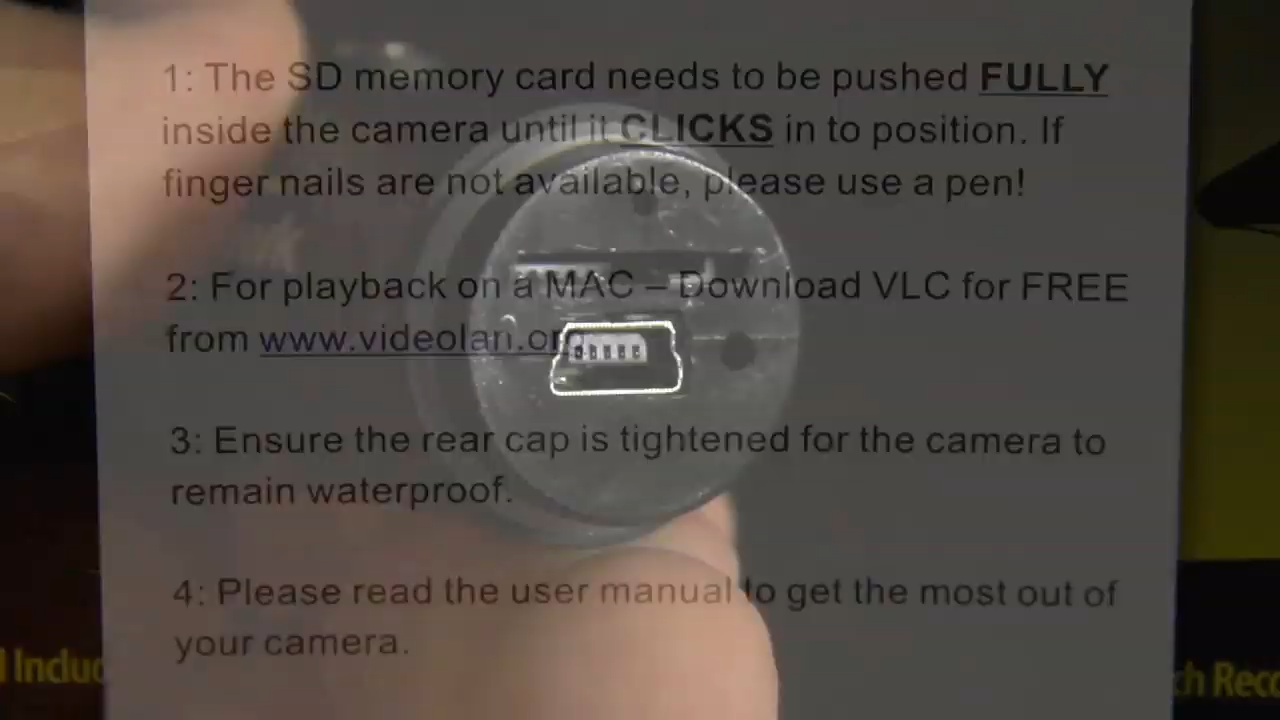 1: The SD memory card needs to be pushed FULLY
inside the camera until it CLICKS in to position. If
finger nails are not available, please use a pen!
2: For playback on a MAC – Download VLC for FREE
from www.videolan.org
3: Ensure the rear cap is tightened for the camera to
remain waterproof.
4: Please read the user manual to get the most out of
your camera.